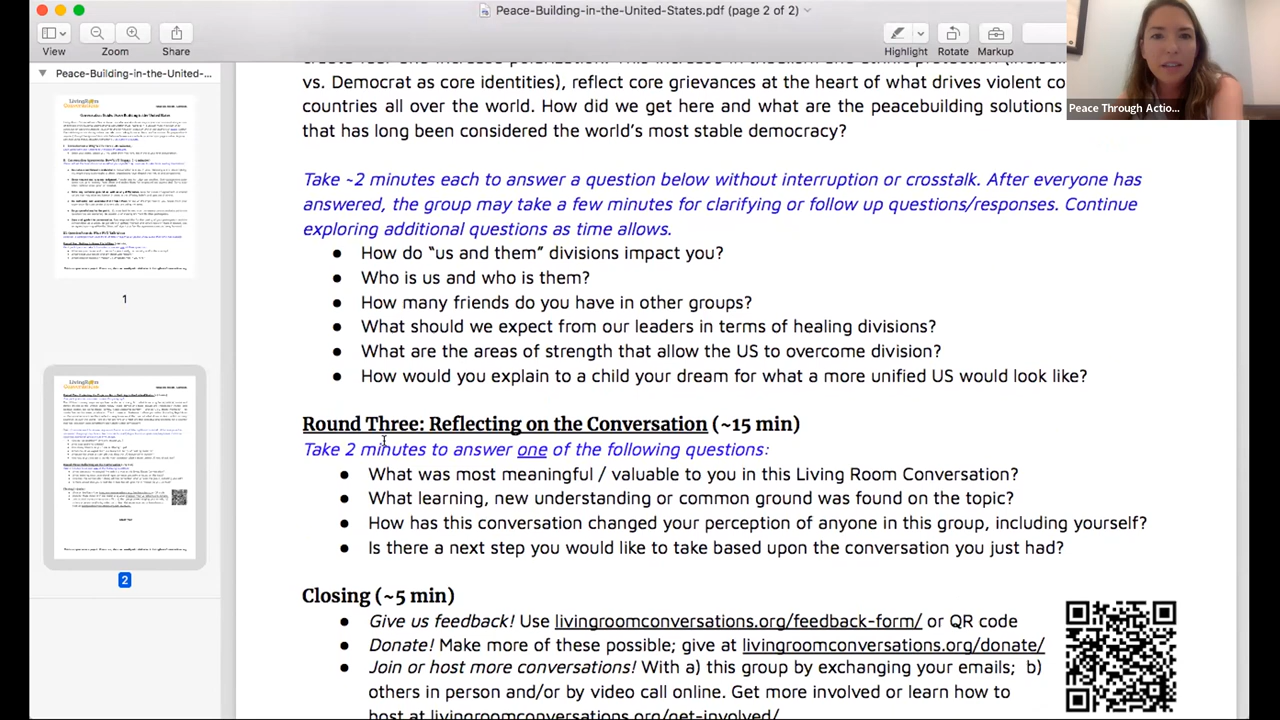 Peace-Building-in-the-United-States.pdf (page 2 of 2)
View
Zoom
Share
Highlight
Rotate
Markup
Peace Through Actio...
Peace-Building-in-the-United-...
LivingRoom
Conversations
1
LivingRoom
Conversations
2
vs. Democrat as core identities), reflect core grievances at the heart of what drives violent co
countries all over the world. How did we get here and what are the peacebuilding solutions
that has long been considered the world's most stable democracy?
Take ~2 minutes each to answer a question below without interruption or crosstalk. After everyone has
answered, the group may take a few minutes for clarifying or follow up questions/responses. Continue
exploring additional questions as time allows.
● How do “us and them” divisions impact you?
● Who is us and who is them?
● How many friends do you have in other groups?
● What should we expect from our leaders in terms of healing divisions?
● What are the areas of strength that allow the US to overcome division?
● How would you explain to a child your dream for what a more unified US would look like?
Round Three: Reflecting on the Conversation (~15 min)
Take 2 minutes to answer one of the following questions:
● What was most meaningful / valuable to you in this Living Room Conversation?
● What learning, new understanding or common ground was found on the topic?
● How has this conversation changed your perception of anyone in this group, including yourself?
● Is there a next step you would like to take based upon the conversation you just had?
Closing (~5 min)
● Give us feedback! Use livingroomconversations.org/feedback-form/ or QR code
● Donate! Make more of these possible; give at livingroomconversations.org/donate/
● Join or host more conversations! With a) this group by exchanging your emails; b)
others in person and/or by video call online. Get more involved or learn how to
host at livingroomconversations.org/get-involved/